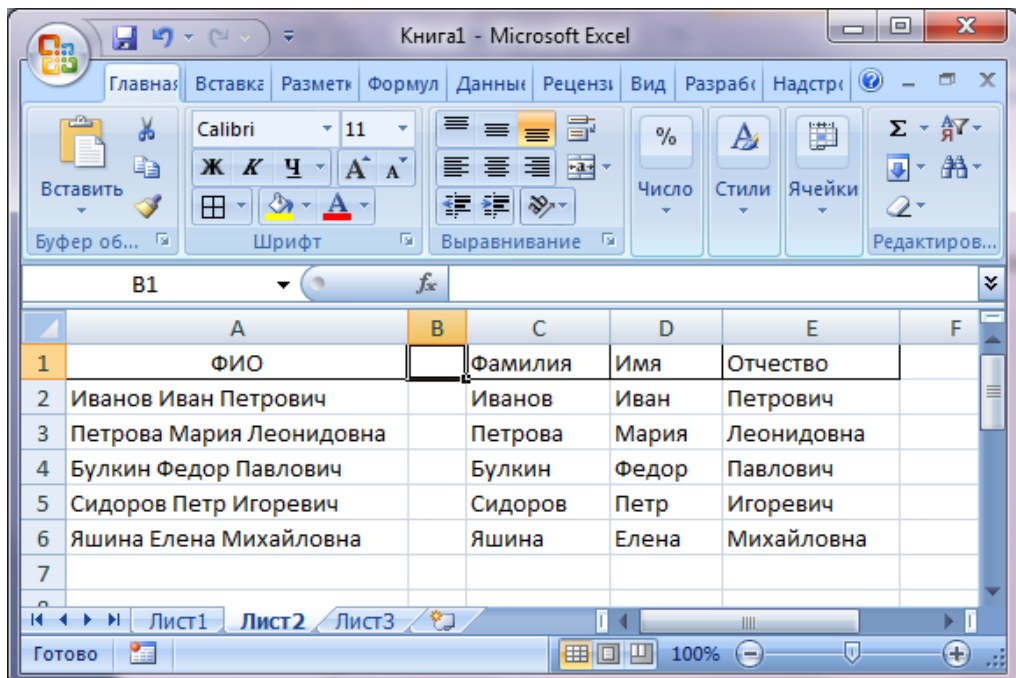 Книга1 - Microsoft Excel
Главная Вставка Разметк Формул Данные Рецензи Вид Разрабо Надстро
Calibri 11 % Σ
Вставить Ж К Ч А А Число Стили Ячейки
А
Буфер об... Шрифт Выравнивание Редактиров...
B1 fx
A B C D E F
1 ФИО Фамилия Имя Отчество
2 Иванов Иван Петрович Иванов Иван Петрович
3 Петрова Мария Леонидовна Петрова Мария Леонидовна
4 Булкин Федор Павлович Булкин Федор Павлович
5 Сидоров Петр Игоревич Сидоров Петр Игоревич
6 Яшина Елена Михайловна Яшина Елена Михайловна
7
Лист1 Лист2 Лист3
Готово 100%